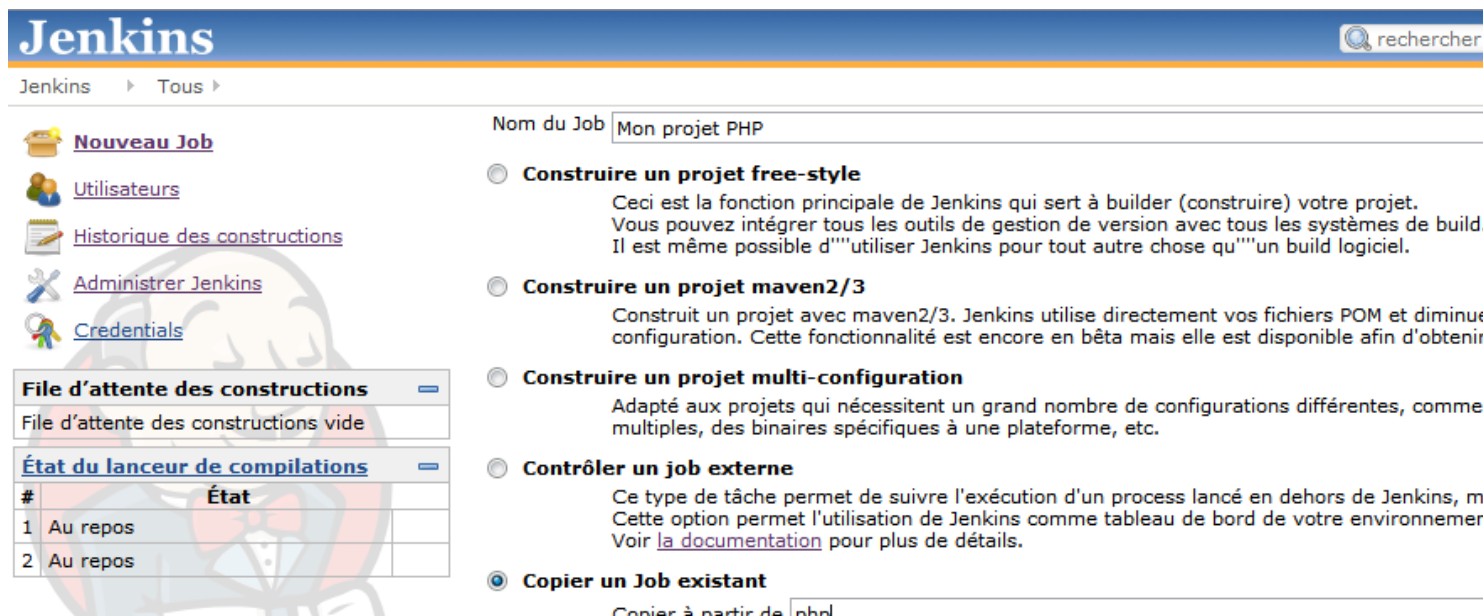 Jenkins
rechercher
Jenkins Tous
Nouveau Job
Utilisateurs
Historique des constructions
Administrer Jenkins
Credentials
File d’attente des constructions
File d’attente des constructions vide
État du lanceur de compilations
# État
1 Au repos
2 Au repos
Nom du Job Mon projet PHP
Construire un projet free-style
Ceci est la fonction principale de Jenkins qui sert à builder (construire) votre projet.
Vous pouvez intégrer tous les outils de gestion de version avec tous les systèmes de build.
Il est même possible d''''utiliser Jenkins pour tout autre chose qu''''un build logiciel.
Construire un projet maven2/3
Construit un projet avec maven2/3. Jenkins utilise directement vos fichiers POM et diminue
configuration. Cette fonctionnalité est encore en bêta mais elle est disponible afin d'obtenir
Construire un projet multi-configuration
Adapté aux projets qui nécessitent un grand nombre de configurations différentes, comme
multiples, des binaires spécifiques à une plateforme, etc.
Contrôler un job externe
Ce type de tâche permet de suivre l'exécution d'un process lancé en dehors de Jenkins, m
Cette option permet l'utilisation de Jenkins comme tableau de bord de votre environnemen
Voir la documentation pour plus de détails.
Copier un Job existant
Copier à partir de php